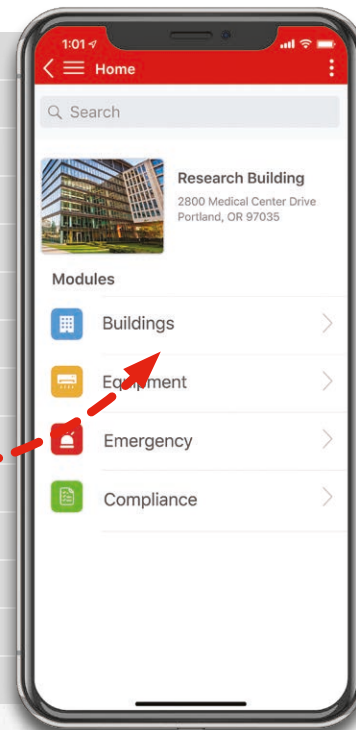 1:01
Home
Search
Research Building
2800 Medical Center Drive
Portland, OR 97035
Modules
Buildings
Equipment
Emergency
Compliance